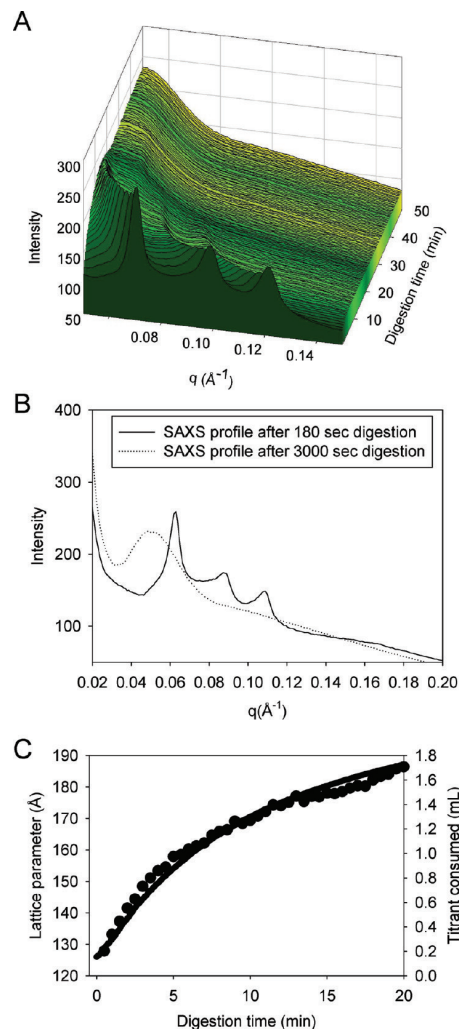 A
Intensity
300
250
200
150
100
50
0.08
0.10
0.12
0.14
q (Å-1)
10
20
30
40
50
Digestion time (min)
B
400
300
200
100
Intensity
SAXS profile after 180 sec digestion
SAXS profile after 3000 sec digestion
0.02 0.04 0.06 0.08 0.10 0.12 0.14 0.16 0.18 0.20
q(Å-1)
C
190
180
170
160
150
140
130
120
Lattice parameter (Å)
1.8
1.6
1.4
1.2
1.0
0.8
0.6
0.4
0.2
0.0
Titrant consumed (mL)
0 5 10 15 20
Digestion time (min)